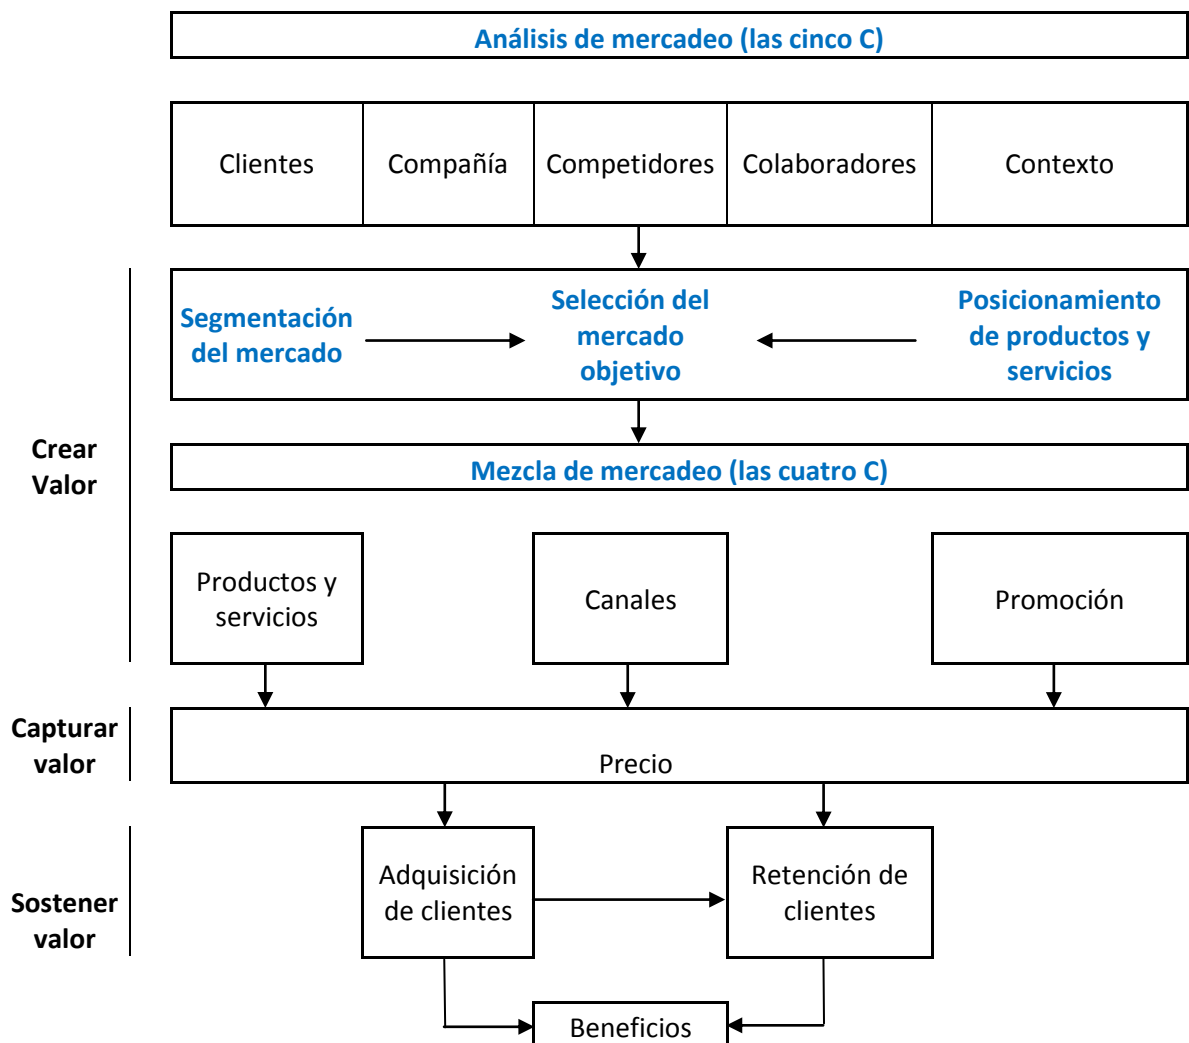 Análisis de mercadeo (las cinco C)
Clientes
Compañía
Competidores
Colaboradores
Contexto
Segmentación
del mercado
Selección del
mercado
objetivo
Posicionamiento
de productos y
servicios
Crear
Valor
Mezcla de mercadeo (las cuatro C)
Productos y
servicios
Canales
Promoción
Capturar
valor
Precio
Sostener
valor
Adquisición
de clientes
Retención de
clientes
Beneficios